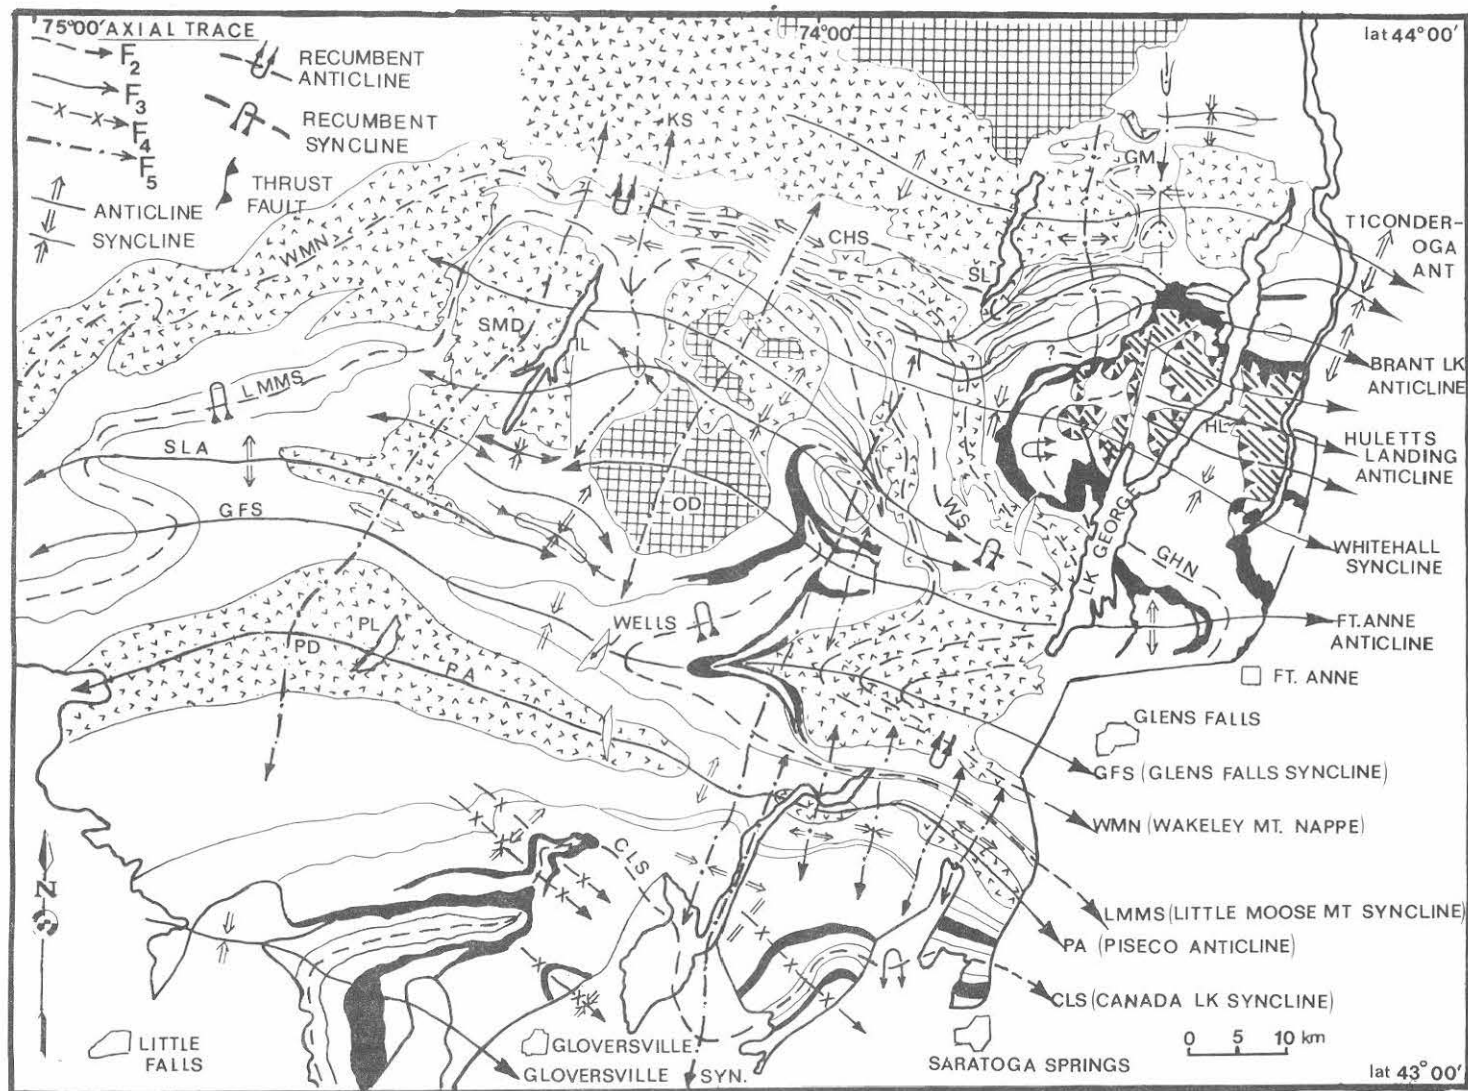 75°00'
AXIAL TRACE
74°00'
lat 44°00'
F2
F3
x—x F4
F5
RECUMBENT
ANTICLINE
RECUMBENT
SYNCLINE
ANTICLINE
SYNCLINE
THRUST
FAULT
KS
GM
?
WMN
CHS
SL
TICONDER-
OGA
ANT
SMD
IL
?
BRANT LK
ANTICLINE
LMMS
HL
HULETTS
LANDING
ANTICLINE
SLA
GFS
OD
SMS
LK GEORGE
GHN
WHITEHALL
SYNCLINE
WELLS
FT. ANNE
ANTICLINE
PL
PD
PA
FT. ANNE
GLENS FALLS
GFS (GLENS FALLS SYNCLINE)
WMN (WAKELEY MT. NAPPE)
CLS
N
LMMS (LITTLE MOOSE MT SYNCLINE)
PA (PISECO ANTICLINE)
CLS (CANADA LK SYNCLINE)
0 5 10 km
LITTLE
FALLS
GLOVERSVILLE
GLOVERSVILLE SYN.
SARATOGA SPRINGS
lat 43°00'